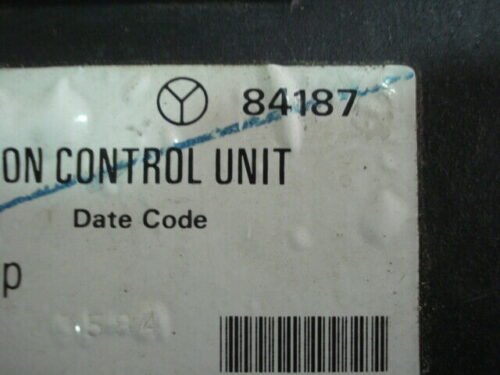 84187
ON CONTROL UNIT
Date Code
p